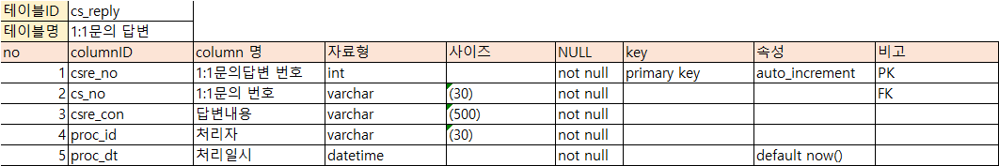 테이블ID cs_reply
테이블명 1:1문의 답변
no columnID column 명 자료형 사이즈 NULL key 속성 비고
1 csre_no 1:1문의답변 번호 int not null primary key auto_increment PK
2 cs_no 1:1문의 번호 varchar (30) not null FK
3 csre_con 답변내용 varchar (500) not null
4 proc_id 처리자 varchar (30) not null
5 proc_dt 처리일시 datetime not null default now()